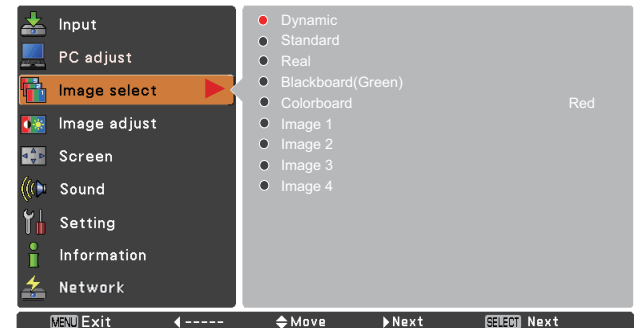 Input
PC adjust
Image select
Image adjust
Screen
Sound
Setting
Information
Network
Dynamic
Standard
Real
Blackboard(Green)
Colorboard Red
Image 1
Image 2
Image 3
Image 4
MENU Exit ----- Move Next SELECT Next